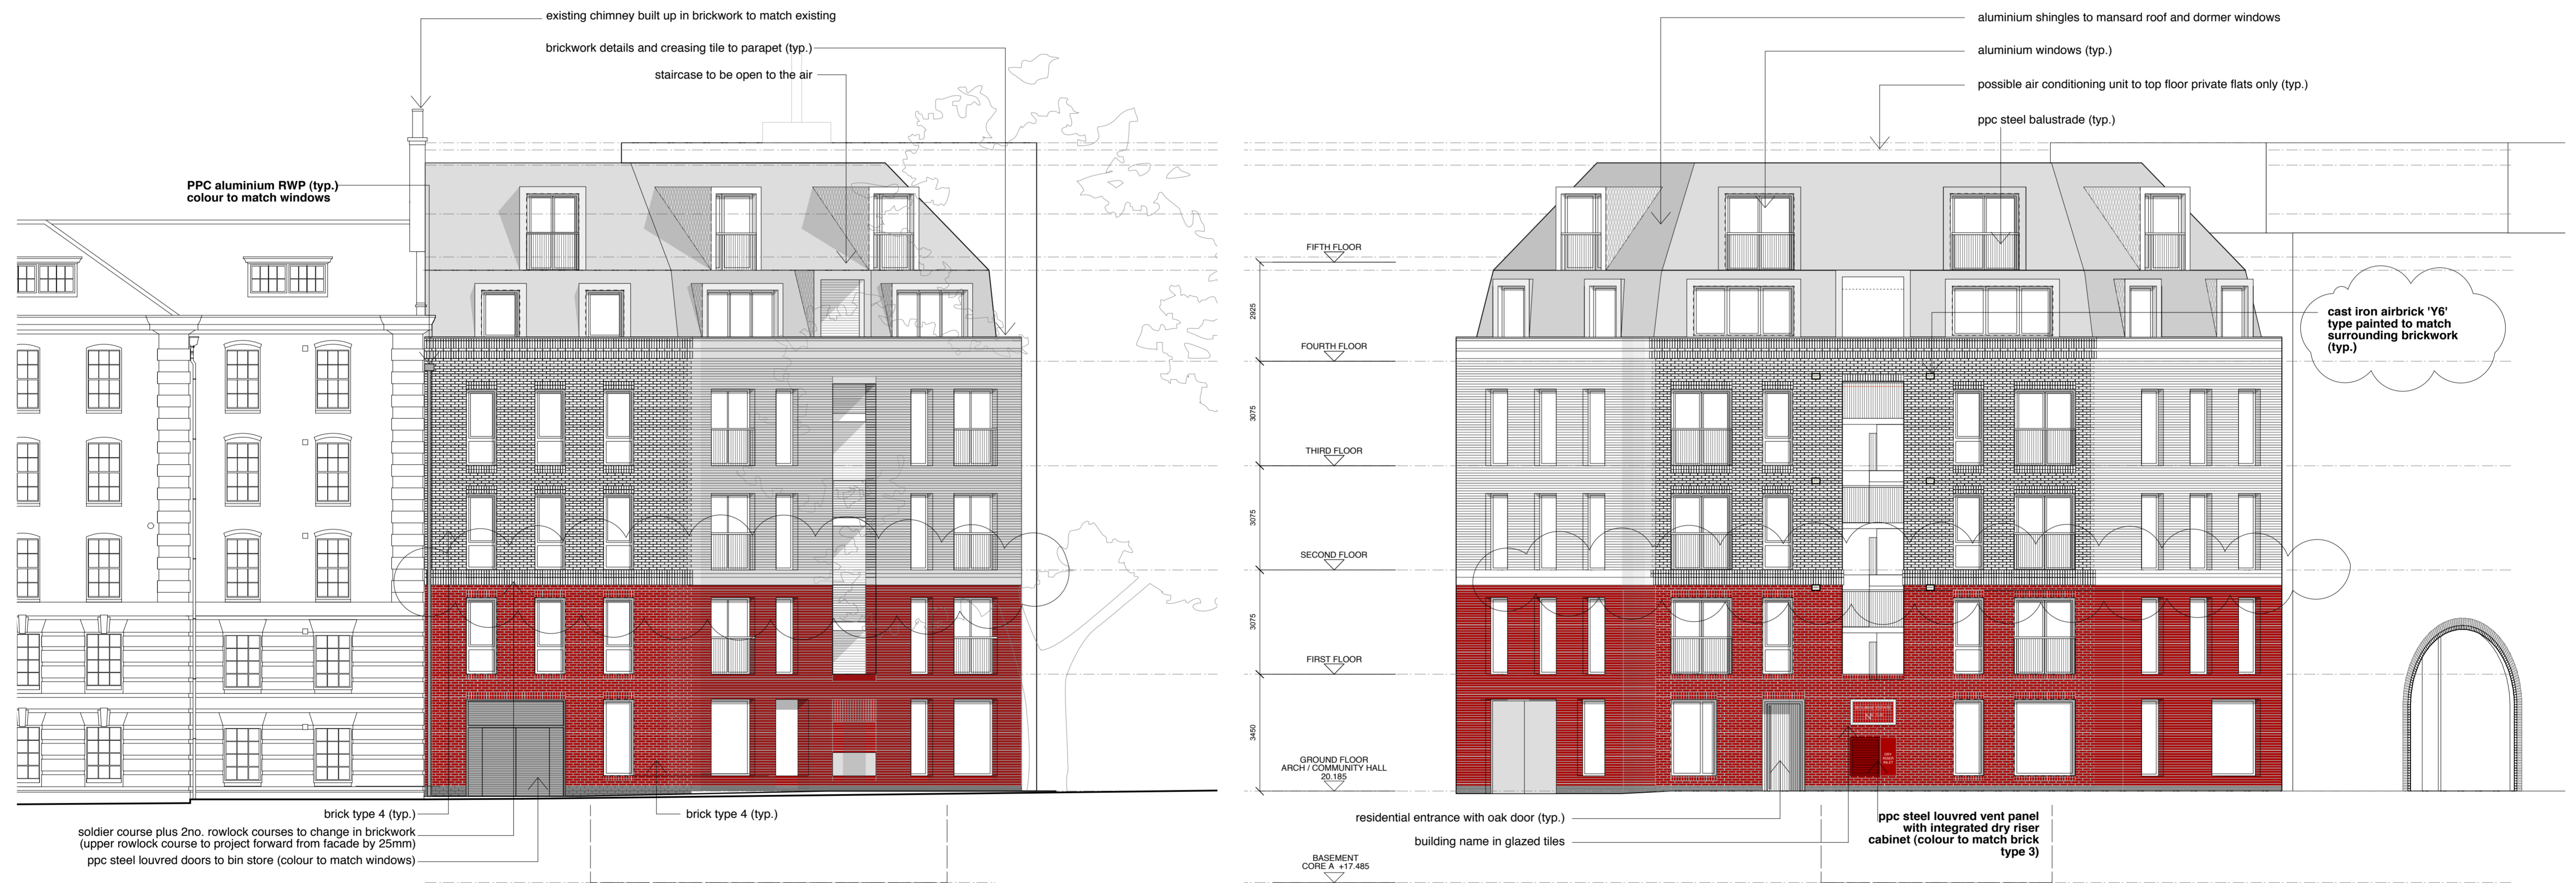 existing chimney built up in brickwork to match existing
brickwork details and creasing tile to parapet (typ.)
staircase to be open to the air
PPC aluminium RWP (typ.)
colour to match windows
brick type 4 (typ.)
soldier course plus 2no. rowlock courses to change in brickwork
(upper rowlock course to project forward from facade by 25mm)
ppc steel louvred doors to bin store (colour to match windows)
brick type 4 (typ.)
aluminium shingles to mansard roof and dormer windows
aluminium windows (typ.)
possible air conditioning unit to top floor private flats only (typ.)
ppc steel balustrade (typ.)
FIFTH FLOOR
2925
FOURTH FLOOR
3075
THIRD FLOOR
3075
SECOND FLOOR
3075
FIRST FLOOR
3450
GROUND FLOOR
ARCH / COMMUNITY HALL
20.185
BASEMENT
CORE A +17.485
cast iron airbrick 'Y6'
type painted to match
surrounding brickwork
(typ.)
DRY
RISER
INLET
residential entrance with oak door (typ.)
building name in glazed tiles
ppc steel louvred vent panel
with integrated dry riser
cabinet (colour to match brick
type 3)